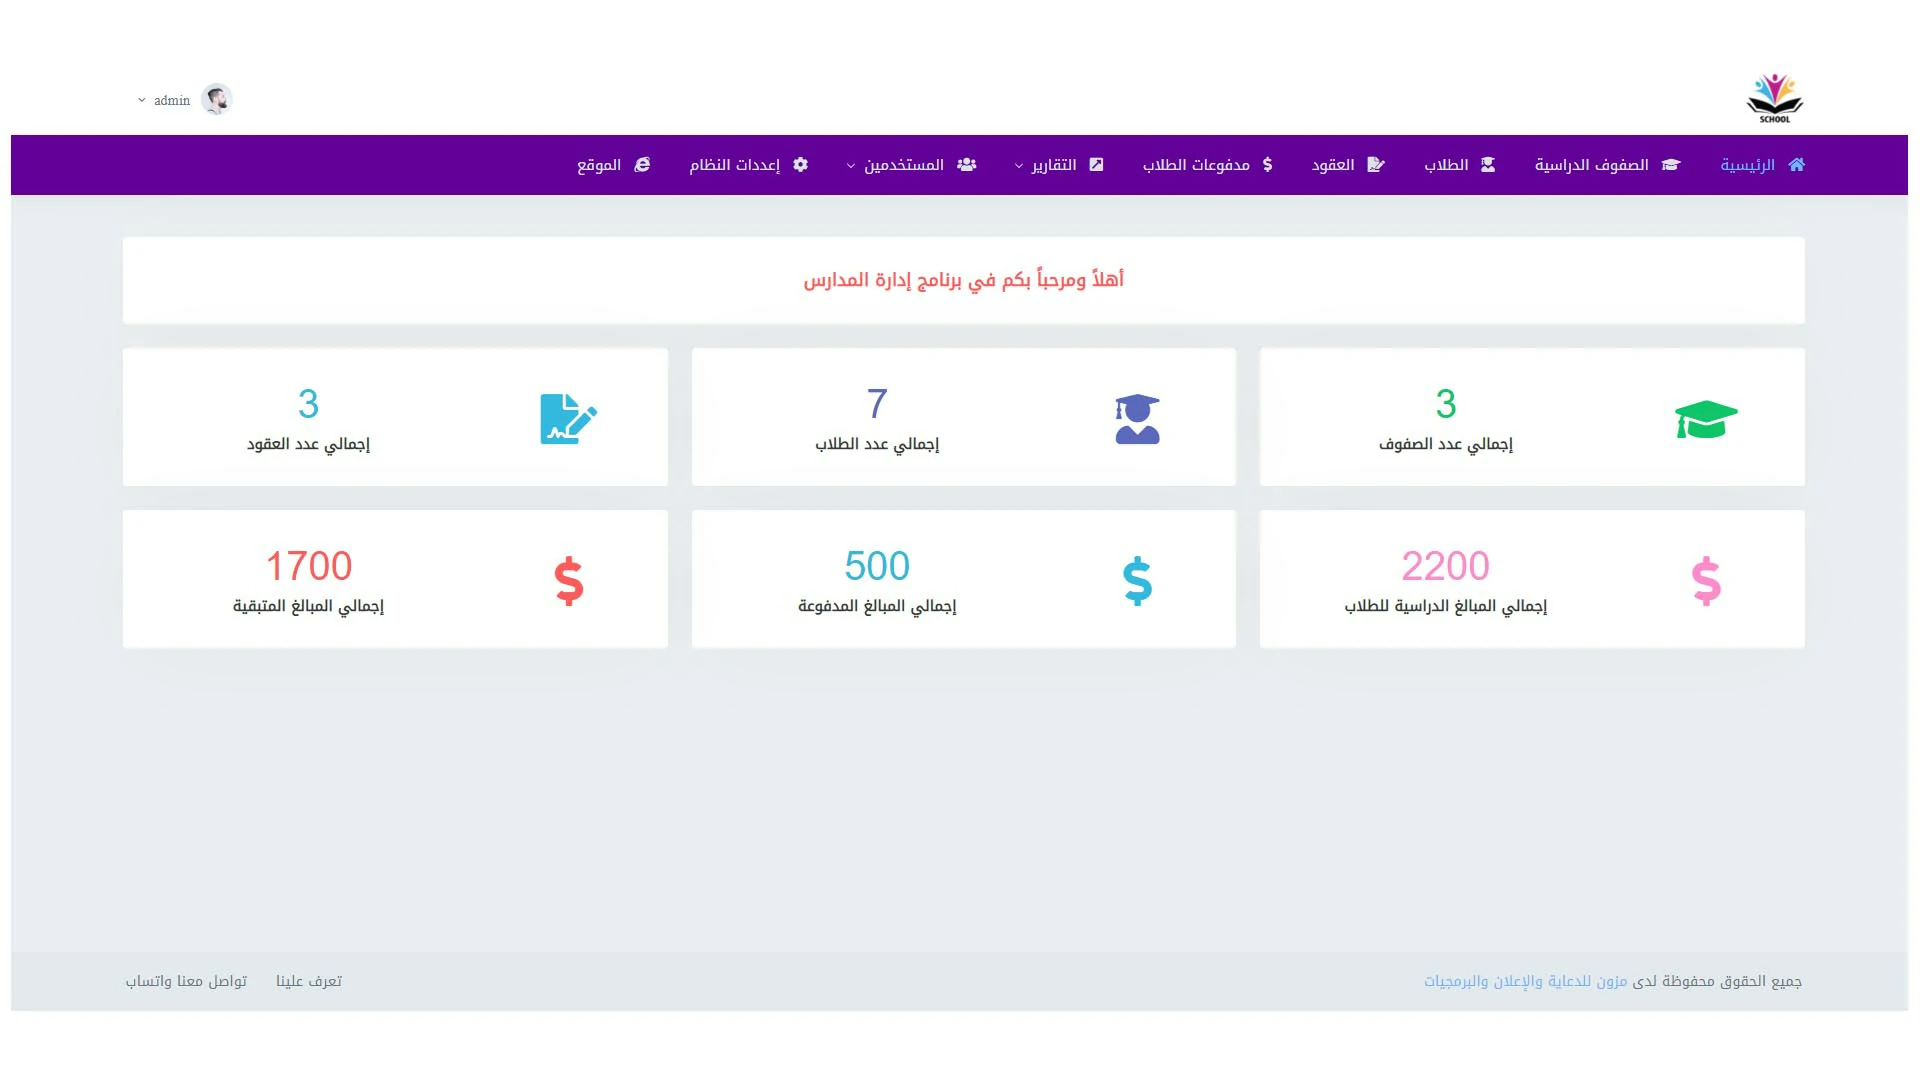 SCHOOL
admin
الرئيسية
الصفوف الدراسية
الطلاب
العقود
مدفوعات الطلاب
التقارير
المستخدمين
إعددات النظام
الموقع
أهلاً ومرحباً بكم في برنامج إدارة المدارس
3
إجمالي عدد الصفوف
7
إجمالي عدد الطلاب
3
إجمالي عدد العقود
2200
إجمالي المبالغ الدراسية للطلاب
500
إجمالي المبالغ المدفوعة
1700
إجمالي المبالغ المتبقية
جميع الحقوق محفوظة لدى مزون للدعاية والإعلان والبرمجيات
تعرف علينا
تواصل معنا واتساب